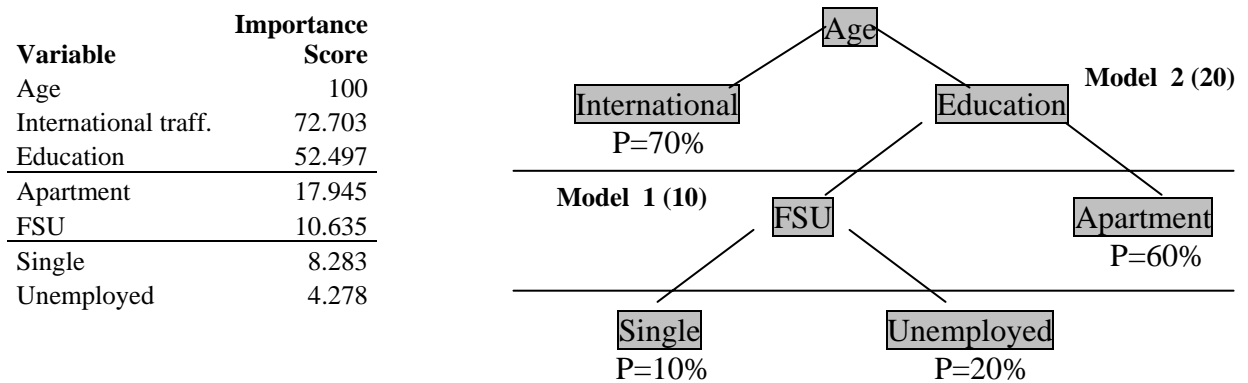 Importance
Variable Score
Age 100
International traff. 72.703
Education 52.497
Apartment 17.945
FSU 10.635
Single 8.283
Unemployed 4.278
Age
Model 2 (20)
International Education
P=70%
Model 1 (10)
FSU Apartment
P=60%
Single Unemployed
P=10% P=20%